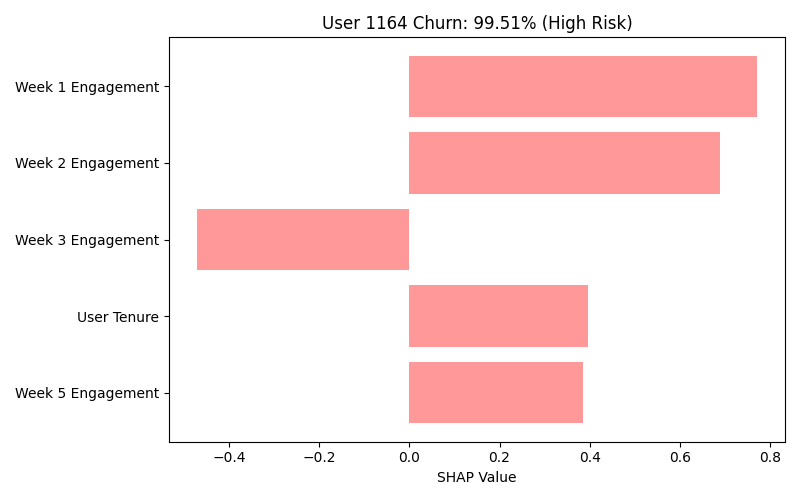 User 1164 Churn: 99.51% (High Risk)
Week 1 Engagement
Week 2 Engagement
Week 3 Engagement
User Tenure
Week 5 Engagement
−0.4 −0.2 0.0 0.2 0.4 0.6 0.8
SHAP Value